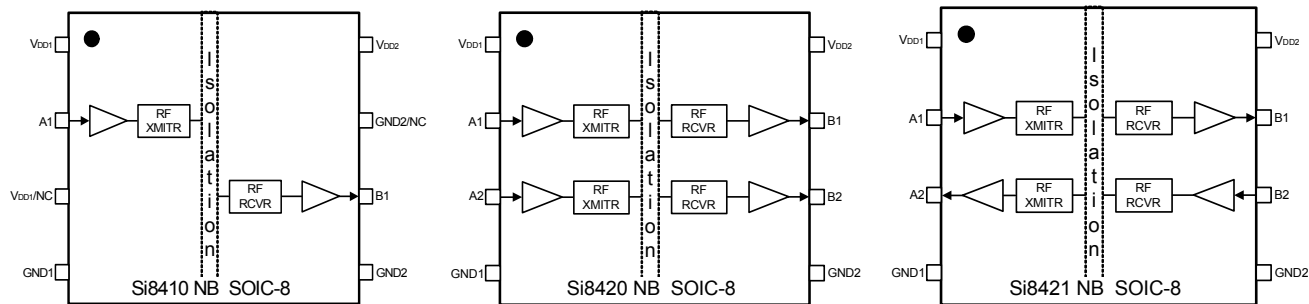 VDD1
VDD2
A1
RF
XMITR
GND2/NC
VDD1/NC
RF
RCVR
B1
Isolation
GND1
GND2
Si8410 NB SOIC-8
VDD1
VDD2
A1
RF
XMITR
RF
RCVR
B1
A2
RF
XMITR
RF
RCVR
B2
Isolation
GND1
GND2
Si8420 NB SOIC-8
VDD1
VDD2
A1
RF
XMITR
RF
RCVR
B1
A2
RF
XMITR
RF
RCVR
B2
Isolation
GND1
GND2
Si8421 NB SOIC-8